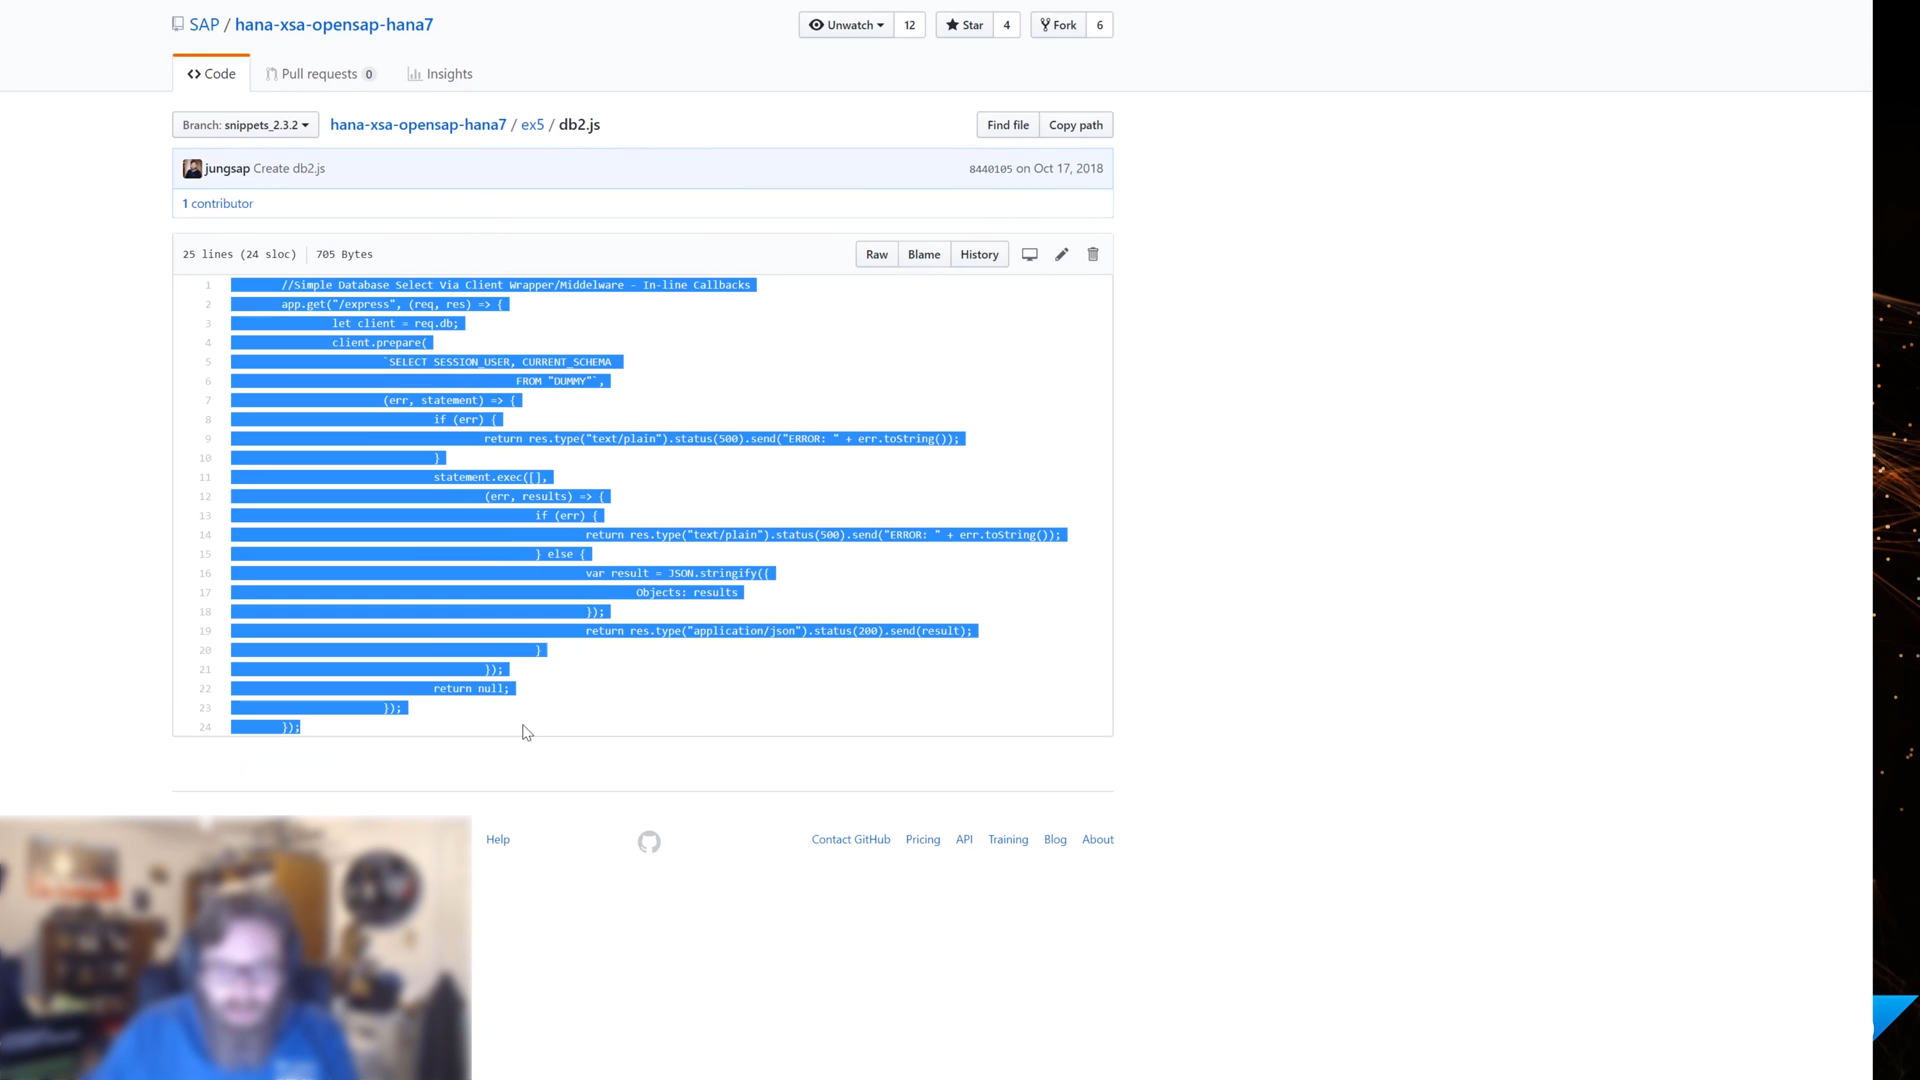 SAP / hana-xsa-opensap-hana7
Unwatch 12 Star 4 Fork 6
Code Pull requests 0 Insights
Branch: snippets_2.3.2 hana-xsa-opensap-hana7 / ex5 / db2.js Find file Copy path
jungsap Create db2.js 8440105 on Oct 17, 2018
1 contributor
25 lines (24 sloc) 705 Bytes Raw Blame History
1 //Simple Database Select Via Client Wrapper/Middelware - In-line Callbacks
2 app.get("/express", (req, res) => {
3 let client = req.db;
4 client.prepare(
5 `SELECT SESSION_USER, CURRENT_SCHEMA
6 FROM "DUMMY"`,
7 (err, statement) => {
8 if (err) {
9 return res.type("text/plain").status(500).send("ERROR: " + err.toString());
10 }
11 statement.exec([],
12 (err, results) => {
13 if (err) {
14 return res.type("text/plain").status(500).send("ERROR: " + err.toString());
15 } else {
16 var result = JSON.stringify({
17 Objects: results
18 });
19 return res.type("application/json").status(200).send(result);
20 }
21 });
22 return null;
23 });
24 });
Help Contact GitHub Pricing API Training Blog About